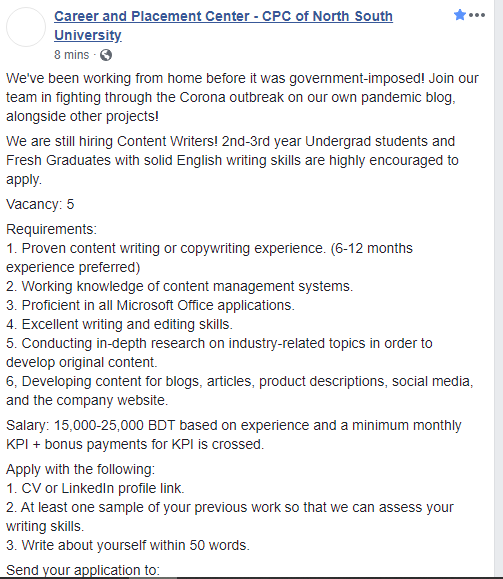 Career and Placement Center - CPC of North South
University
8 mins ·
We've been working from home before it was government-imposed! Join our
team in fighting through the Corona outbreak on our own pandemic blog,
alongside other projects!
We are still hiring Content Writers! 2nd-3rd year Undergrad students and
Fresh Graduates with solid English writing skills are highly encouraged to
apply.
Vacancy: 5
Requirements:
1. Proven content writing or copywriting experience. (6-12 months
experience preferred)
2. Working knowledge of content management systems.
3. Proficient in all Microsoft Office applications.
4. Excellent writing and editing skills.
5. Conducting in-depth research on industry-related topics in order to
develop original content.
6, Developing content for blogs, articles, product descriptions, social media,
and the company website.
Salary: 15,000-25,000 BDT based on experience and a minimum monthly
KPI + bonus payments for KPI is crossed.
Apply with the following:
1. CV or LinkedIn profile link.
2. At least one sample of your previous work so that we can assess your
writing skills.
3. Write about yourself within 50 words.
Send your application to: